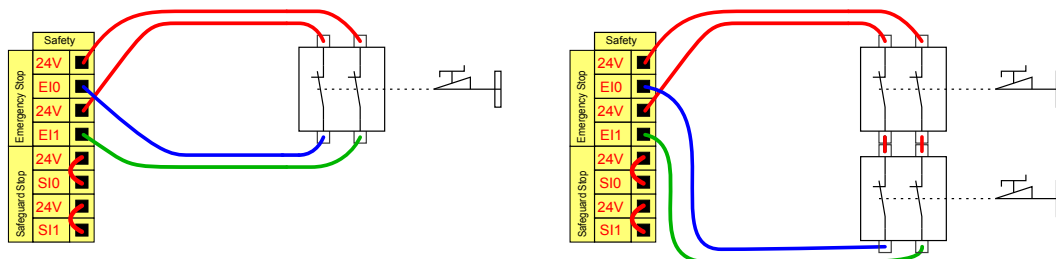 Safety
Emergency Stop
24V
EI0
24V
EI1
Safeguard Stop
24V
SI0
24V
SI1
Safety
Emergency Stop
24V
EI0
24V
EI1
Safeguard Stop
24V
SI0
24V
SI1